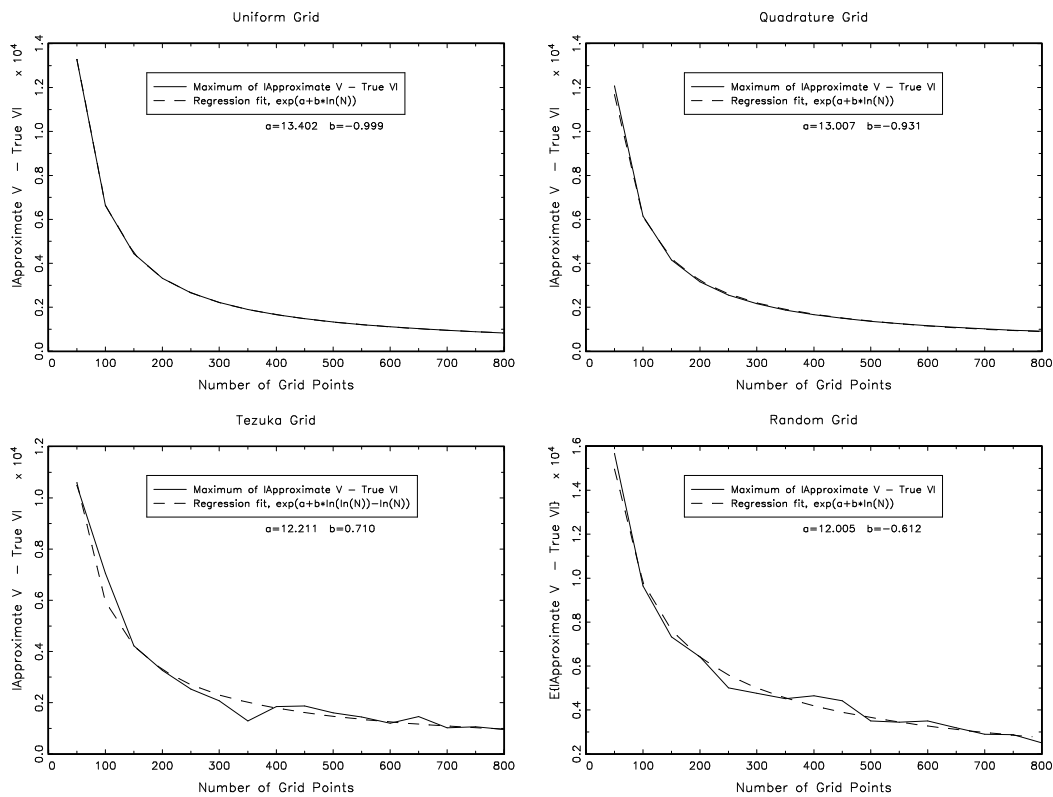 Uniform Grid
|Approximate V - True V|
x 10^4
0.0 0.2 0.4 0.6 0.8 1.0 1.2 1.4
Maximum of |Approximate V - True V|
Regression fit, exp(a+b*ln(N))
a=13.402 b=-0.999
0 100 200 300 400 500 600 700 800
Number of Grid Points
Quadrature Grid
|Approximate V - True V|
x 10^4
0.0 0.2 0.4 0.6 0.8 1.0 1.2 1.4
Maximum of |Approximate V - True V|
Regression fit, exp(a+b*ln(N))
a=13.007 b=-0.931
0 100 200 300 400 500 600 700 800
Number of Grid Points
Tezuka Grid
|Approximate V - True V|
x 10^4
0.0 0.2 0.4 0.6 0.8 1.0 1.2
Maximum of |Approximate V - True V|
Regression fit, exp(a+b*ln(ln(N))-ln(N))
a=12.211 b=0.710
0 100 200 300 400 500 600 700 800
Number of Grid Points
Random Grid
E{|Approximate V - True V|}
x 10^4
0.2 0.4 0.6 0.8 1.0 1.2 1.4 1.6
Maximum of |Approximate V - True V|
Regression fit, exp(a+b*ln(N))
a=12.005 b=-0.612
0 100 200 300 400 500 600 700 800
Number of Grid Points